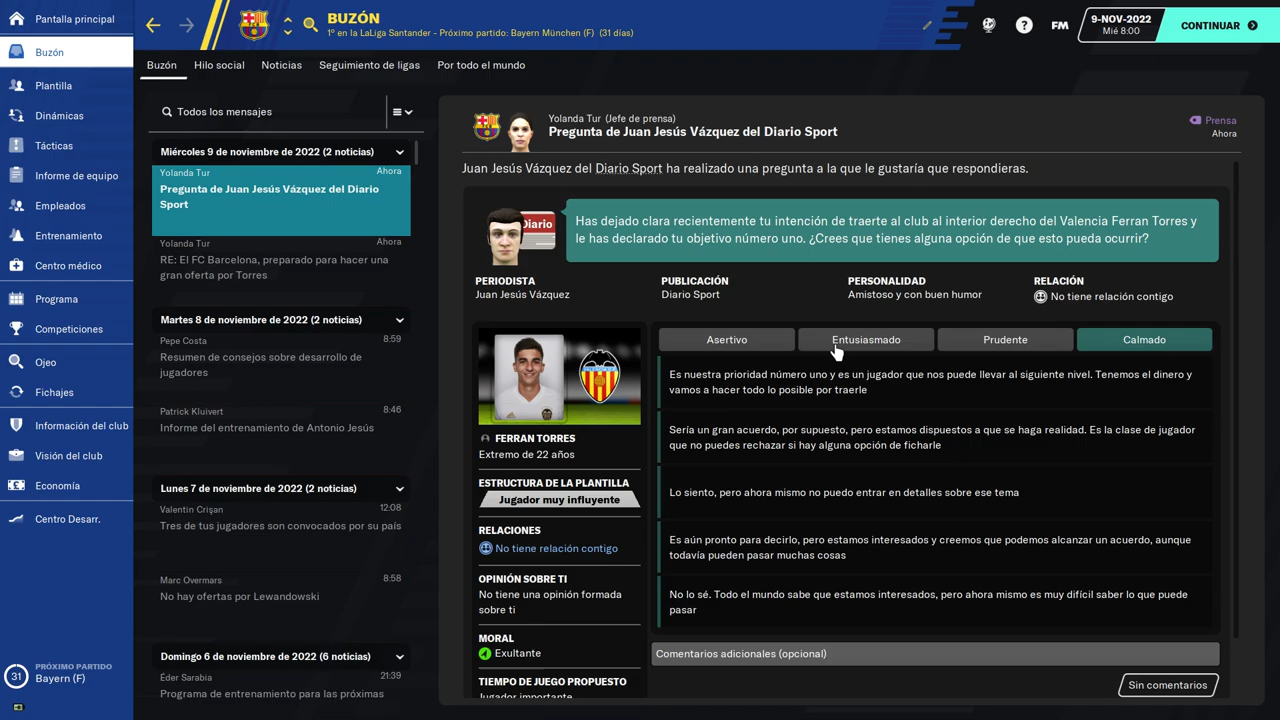 Pantalla principal
Buzón
Plantilla
Dinámicas
Tácticas
Informe de equipo
Empleados
Entrenamiento
Centro médico
Programa
Competiciones
Ojeo
Fichajes
Información del club
Visión del club
Economía
Centro Desarr.
31
PRÓXIMO PARTIDO
Bayern (F)
BUZÓN
1º en la LaLiga Santander - Próximo partido: Bayern München (F) (31 días)
?
FM
9-NOV-2022
Mié 8:00
CONTINUAR
Buzón
Hilo social
Noticias
Seguimiento de ligas
Por todo el mundo
Todos los mensajes
Miércoles 9 de noviembre de 2022 (2 noticias)
Yolanda Tur
Ahora
Pregunta de Juan Jesús Vázquez del Diario
Sport
Yolanda Tur
Ahora
RE: El FC Barcelona, preparado para hacer una
gran oferta por Torres
Martes 8 de noviembre de 2022 (2 noticias)
Pepe Costa
8:59
Resumen de consejos sobre desarrollo de
jugadores
Patrick Kluivert
8:46
Informe del entrenamiento de Antonio Jesús
Lunes 7 de noviembre de 2022 (2 noticias)
Valentin Crișan
12:08
Tres de tus jugadores son convocados por su país
Marc Overmars
8:58
No hay ofertas por Lewandowski
Domingo 6 de noviembre de 2022 (6 noticias)
Éder Sarabia
21:39
Programa de entrenamiento para las próximas
Yolanda Tur (Jefe de prensa)
Pregunta de Juan Jesús Vázquez del Diario Sport
Prensa
Ahora
Juan Jesús Vázquez del Diario Sport ha realizado una pregunta a la que le gustaría que respondieras.
Diario
Has dejado clara recientemente tu intención de traerte al club al interior derecho del Valencia Ferran Torres y
le has declarado tu objetivo número uno. ¿Crees que tienes alguna opción de que esto pueda ocurrir?
PERIODISTA
Juan Jesús Vázquez
PUBLICACIÓN
Diario Sport
PERSONALIDAD
Amistoso y con buen humor
RELACIÓN
No tiene relación contigo
FERRAN TORRES
Extremo de 22 años
ESTRUCTURA DE LA PLANTILLA
Jugador muy influyente
RELACIONES
No tiene relación contigo
OPINIÓN SOBRE TI
No tiene una opinión formada
sobre ti
MORAL
Exultante
TIEMPO DE JUEGO PROPUESTO
Jugador importante
Asertivo
Entusiasmado
Prudente
Calmado
Es nuestra prioridad número uno y es un jugador que nos puede llevar al siguiente nivel. Tenemos el dinero y
vamos a hacer todo lo posible por traerle
Sería un gran acuerdo, por supuesto, pero estamos dispuestos a que se haga realidad. Es la clase de jugador
que no puedes rechazar si hay alguna opción de ficharle
Lo siento, pero ahora mismo no puedo entrar en detalles sobre ese tema
Es aún pronto para decirlo, pero estamos interesados y creemos que podemos alcanzar un acuerdo, aunque
todavía pueden pasar muchas cosas
No lo sé. Todo el mundo sabe que estamos interesados, pero ahora mismo es muy difícil saber lo que puede
pasar
Comentarios adicionales (opcional)
Sin comentarios